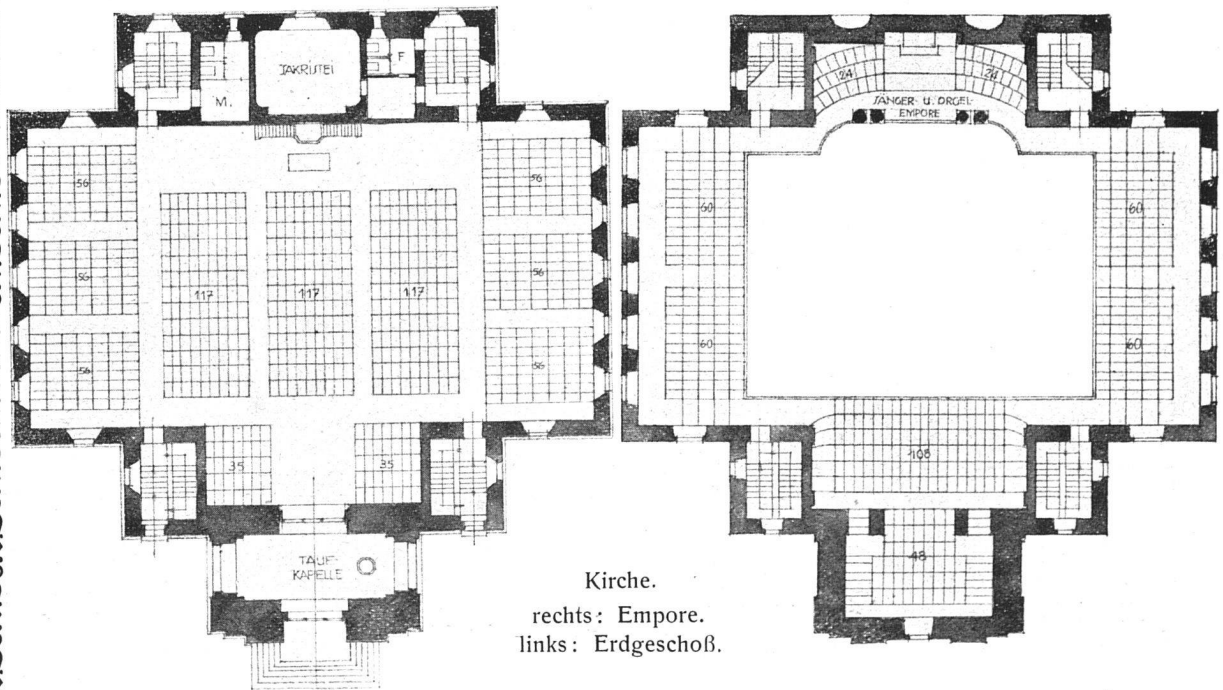 SAKRISTEI
M.
F
56
56
117
117
117
56
56
56
56
35
35
TAUF-
KAPELLE
24
24
SÄNGER- U. ORGEL-
EMPORE
60
60
60
60
108
48
Kirche.
rechts: Empore.
links: Erdgeschoß.